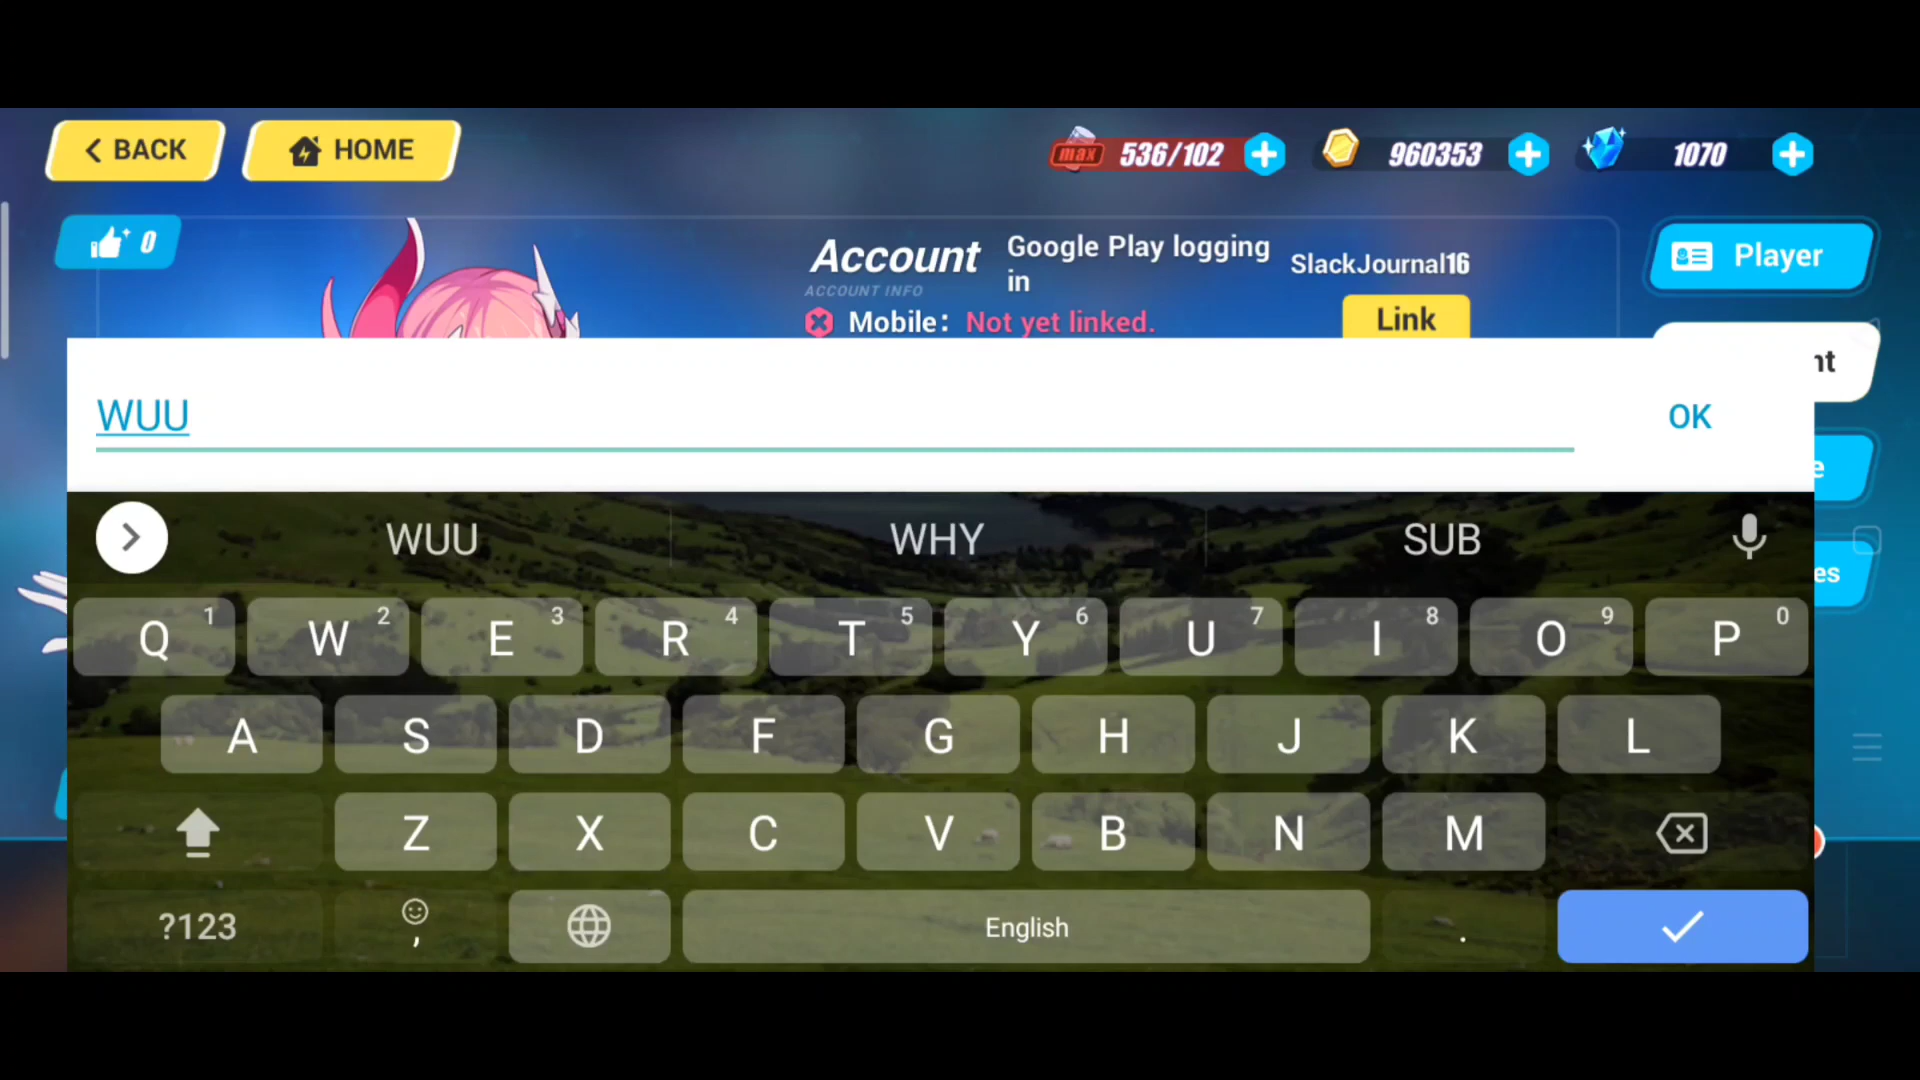 BACK
HOME
max 536/102
960353
1070
0
Account
ACCOUNT INFO
Google Play logging
in
SlackJournal16
Player
Mobile: Not yet linked.
Link
nt
WUU
OK
e
WUU WHY SUB
es
Q 1 W 2 E 3 R 4 T 5 Y 6 U 7 I 8 O 9 P 0
A S D F G H J K L
Z X C V B N M
?123 , English .